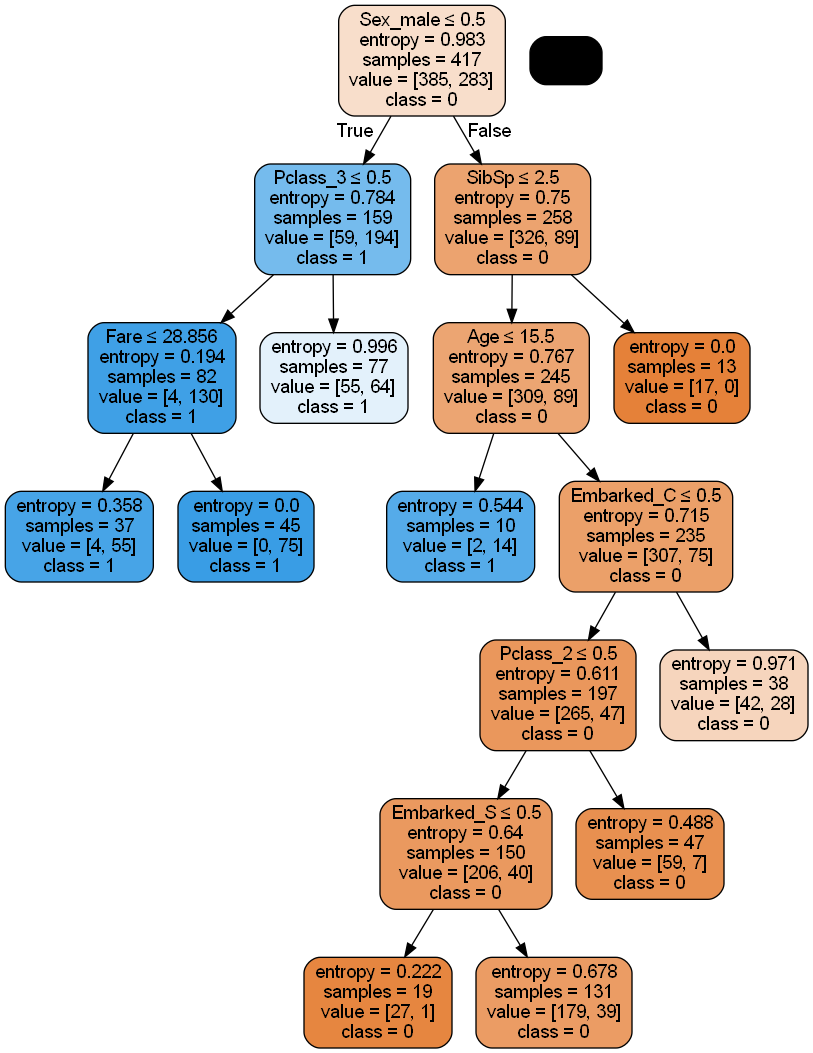 Sex_male ≤ 0.5
entropy = 0.983
samples = 417
value = [385, 283]
class = 0
True
False
Pclass_3 ≤ 0.5
entropy = 0.784
samples = 159
value = [59, 194]
class = 1
SibSp ≤ 2.5
entropy = 0.75
samples = 258
value = [326, 89]
class = 0
Fare ≤ 28.856
entropy = 0.194
samples = 82
value = [4, 130]
class = 1
entropy = 0.996
samples = 77
value = [55, 64]
class = 1
Age ≤ 15.5
entropy = 0.767
samples = 245
value = [309, 89]
class = 0
entropy = 0.0
samples = 13
value = [17, 0]
class = 0
entropy = 0.358
samples = 37
value = [4, 55]
class = 1
entropy = 0.0
samples = 45
value = [0, 75]
class = 1
entropy = 0.544
samples = 10
value = [2, 14]
class = 1
Embarked_C ≤ 0.5
entropy = 0.715
samples = 235
value = [307, 75]
class = 0
Pclass_2 ≤ 0.5
entropy = 0.611
samples = 197
value = [265, 47]
class = 0
entropy = 0.971
samples = 38
value = [42, 28]
class = 0
Embarked_S ≤ 0.5
entropy = 0.64
samples = 150
value = [206, 40]
class = 0
entropy = 0.488
samples = 47
value = [59, 7]
class = 0
entropy = 0.222
samples = 19
value = [27, 1]
class = 0
entropy = 0.678
samples = 131
value = [179, 39]
class = 0